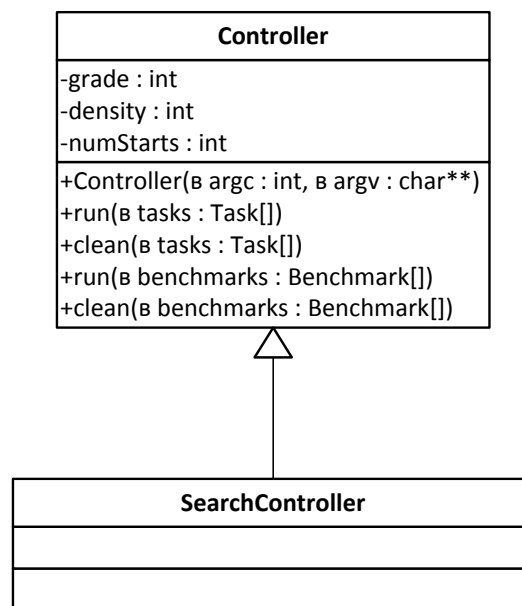 Controller
-grade : int
-density : int
-numStarts : int
+Controller(в argc : int, в argv : char**)
+run(в tasks : Task[])
+clean(в tasks : Task[])
+run(в benchmarks : Benchmark[])
+clean(в benchmarks : Benchmark[])
SearchController